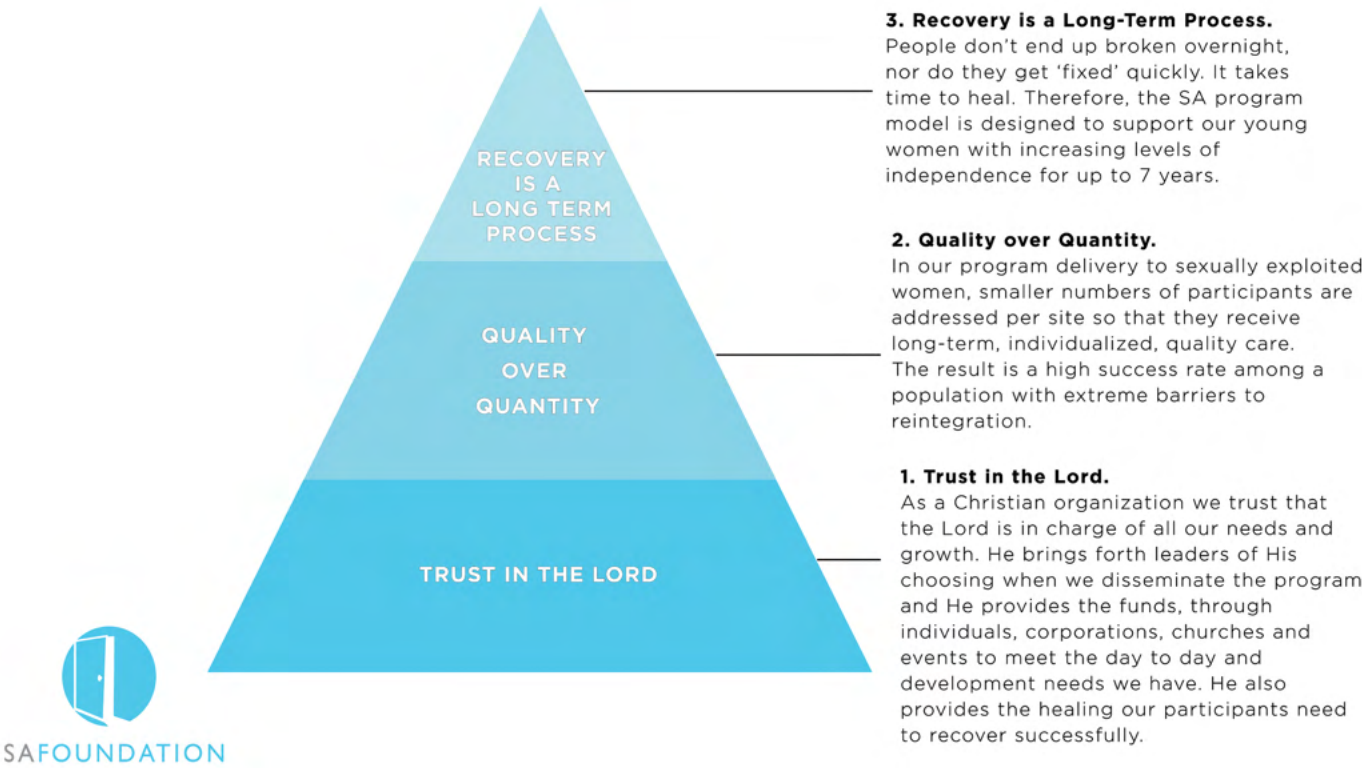 3. Recovery is a Long-Term Process.
People don't end up broken overnight,
nor do they get 'fixed' quickly. It takes
time to heal. Therefore, the SA program
model is designed to support our young
women with increasing levels of
independence for up to 7 years.
RECOVERY
IS A
LONG TERM
PROCESS
2. Quality over Quantity.
In our program delivery to sexually exploited
women, smaller numbers of participants are
addressed per site so that they receive
long-term, individualized, quality care.
The result is a high success rate among a
population with extreme barriers to
reintegration.
QUALITY
OVER
QUANTITY
1. Trust in the Lord.
As a Christian organization we trust that
the Lord is in charge of all our needs and
growth. He brings forth leaders of His
choosing when we disseminate the program
and He provides the funds, through
individuals, corporations, churches and
events to meet the day to day and
development needs we have. He also
provides the healing our participants need
to recover successfully.
TRUST IN THE LORD
SAFOUNDATION